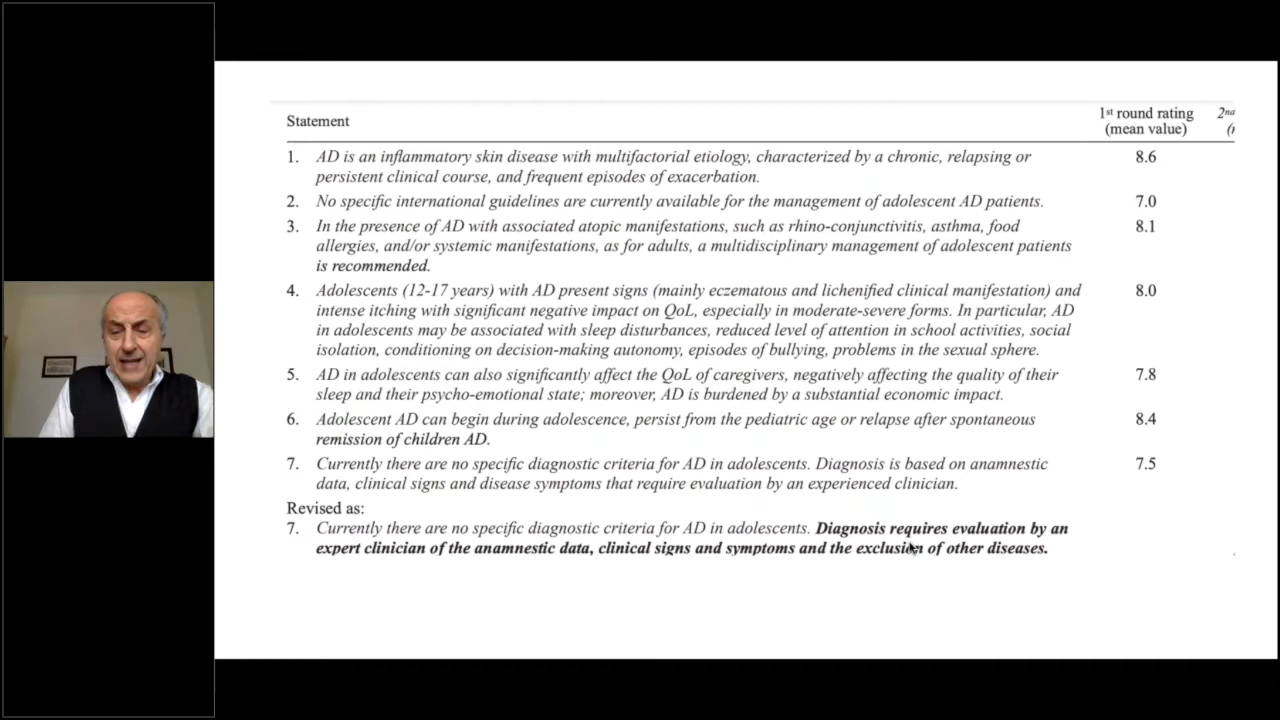 Statement 1st round rating 2nd
(mean value) (r
1. AD is an inflammatory skin disease with multifactorial etiology, characterized by a chronic, relapsing or 8.6
persistent clinical course, and frequent episodes of exacerbation.
2. No specific international guidelines are currently available for the management of adolescent AD patients. 7.0
3. In the presence of AD with associated atopic manifestations, such as rhino-conjunctivitis, asthma, food 8.1
allergies, and/or systemic manifestations, as for adults, a multidisciplinary management of adolescent patients
is recommended.
4. Adolescents (12-17 years) with AD present signs (mainly eczematous and lichenified clinical manifestation) and 8.0
intense itching with significant negative impact on QoL, especially in moderate-severe forms. In particular, AD
in adolescents may be associated with sleep disturbances, reduced level of attention in school activities, social
isolation, conditioning on decision-making autonomy, episodes of bullying, problems in the sexual sphere.
5. AD in adolescents can also significantly affect the QoL of caregivers, negatively affecting the quality of their 7.8
sleep and their psycho-emotional state; moreover, AD is burdened by a substantial economic impact.
6. Adolescent AD can begin during adolescence, persist from the pediatric age or relapse after spontaneous 8.4
remission of children AD.
7. Currently there are no specific diagnostic criteria for AD in adolescents. Diagnosis is based on anamnestic 7.5
data, clinical signs and disease symptoms that require evaluation by an experienced clinician.
Revised as:
7. Currently there are no specific diagnostic criteria for AD in adolescents. Diagnosis requires evaluation by an
expert clinician of the anamnestic data, clinical signs and symptoms and the exclusion of other diseases.